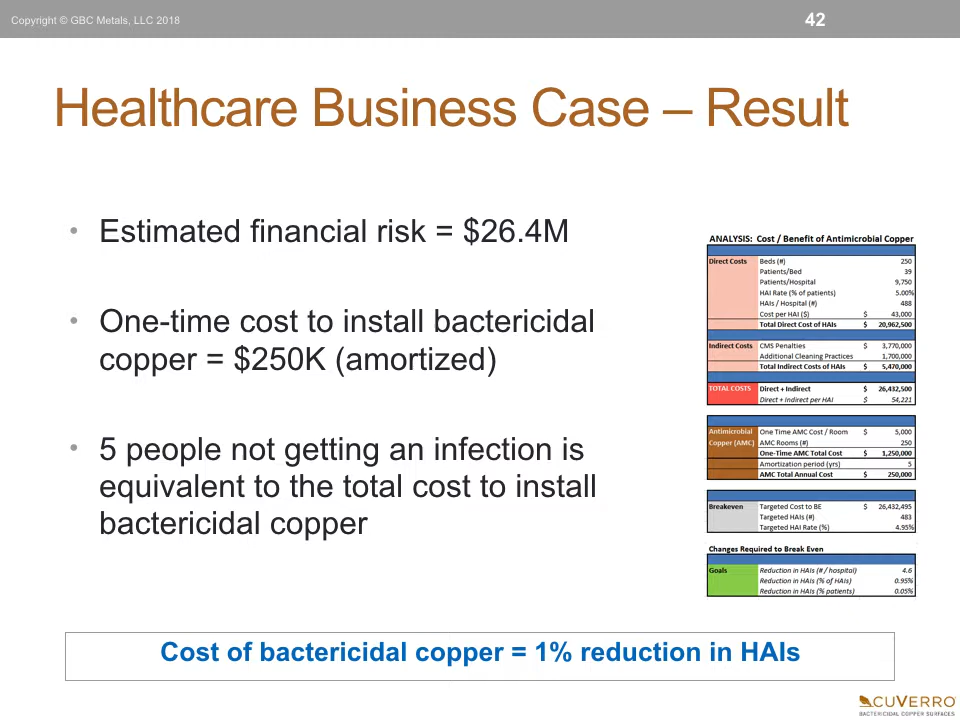 Copyright © GBC Metals, LLC 2018
42
Healthcare Business Case – Result
• Estimated financial risk = $26.4M
• One-time cost to install bactericidal
copper = $250K (amortized)
• 5 people not getting an infection is
equivalent to the total cost to install
bactericidal copper
ANALYSIS: Cost / Benefit of Antimicrobial Copper
Direct Costs Beds (#) 250
Patients/Bed 39
Patients/Hospital 9,750
HAI Rate (% of patients) 5.00%
HAIs / Hospital (#) 488
Cost per HAI ($) $ 43,000
Total Direct Cost of HAIs $ 20,962,500
Indirect Costs CMS Penalties $ 3,770,000
Additional Cleaning Practices 1,700,000
Total Indirect Costs of HAIs $ 5,470,000
TOTAL COSTS Direct + Indirect $ 26,432,500
Direct + Indirect per HAI $ 54,221
Antimicrobial One Time AMC Cost / Room $ 5,000
Copper (AMC) AMC Rooms (#) 250
One-Time AMC Total Cost $ 1,250,000
Amortization period (yrs) 5
AMC Total Annual Cost $ 250,000
Breakeven Targeted Cost to BE $ 26,432,495
Targeted HAIs (#) 483
Targeted HAI Rate (%) 4.95%
Changes Required to Break Even
Goals Reduction in HAIs (# / hospital) 4.6
Reduction in HAIs (% of HAIs) 0.95%
Reduction in HAIs (% patients) 0.05%
Cost of bactericidal copper = 1% reduction in HAIs
CUVERRO
BACTERICIDAL COPPER SURFACES